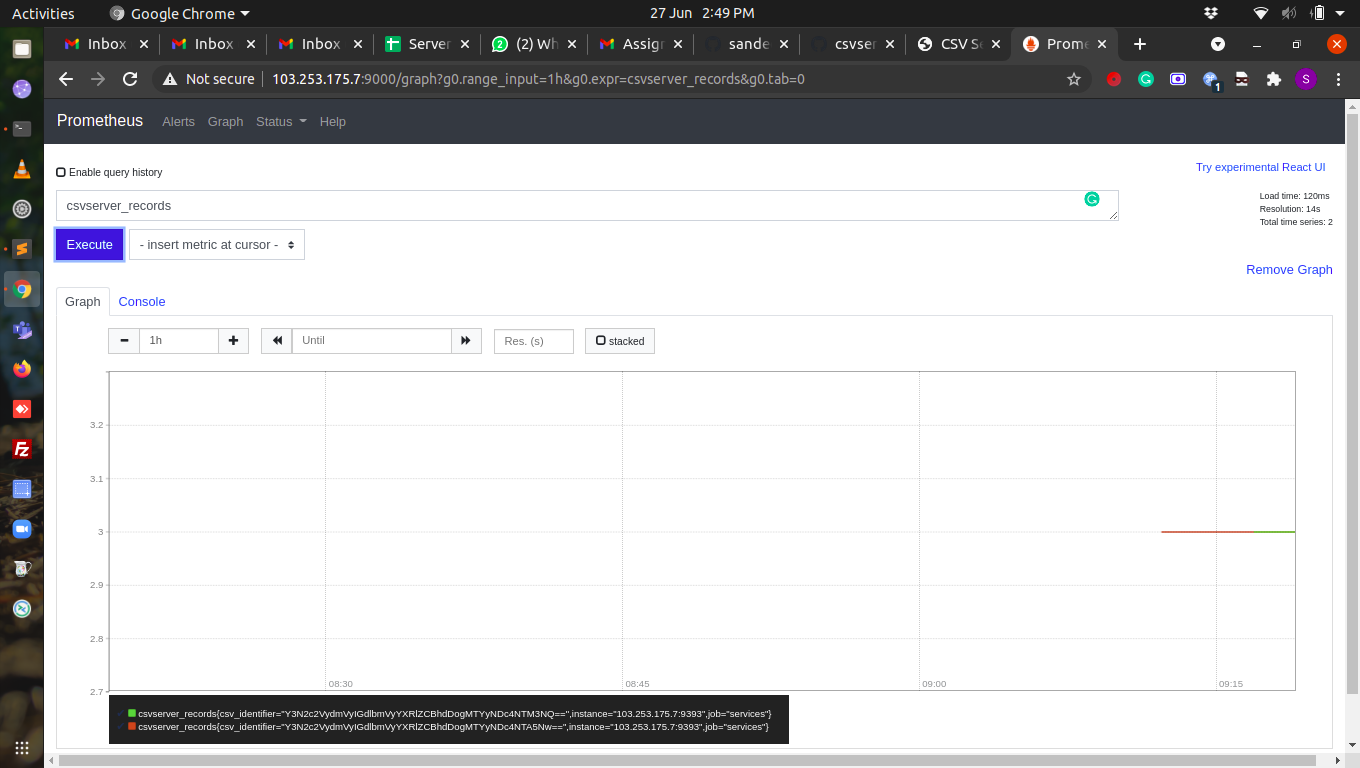 Activities Google Chrome 27 Jun 2:49 PM
Inbox Inbox Inbox Server (2) Wh Assign sande csvser CSV Se Prome
Not secure 103.253.175.7:9000/graph?g0.range_input=1h&g0.expr=csvserver_records&g0.tab=0 1 S
Prometheus Alerts Graph Status Help
Enable query history Try experimental React UI
csvserver_records
Load time: 120ms
Resolution: 14s
Total time series: 2
Execute - insert metric at cursor -
Remove Graph
Graph Console
1h Until Res. (s) stacked
3.2
3.1
3
2.9
2.8
2.7
08:30 08:45 09:00 09:15
csvserver_records{csv_identifier="Y3N2c2VydmVyIGdlbmVyYXRlZCBhdDogMTYyNDc4NTM3NQ==",instance="103.253.175.7:9393",job="services"}
csvserver_records{csv_identifier="Y3N2c2VydmVyIGdlbmVyYXRlZCBhdDogMTYyNDc4NTA5Nw==",instance="103.253.175.7:9393",job="services"}